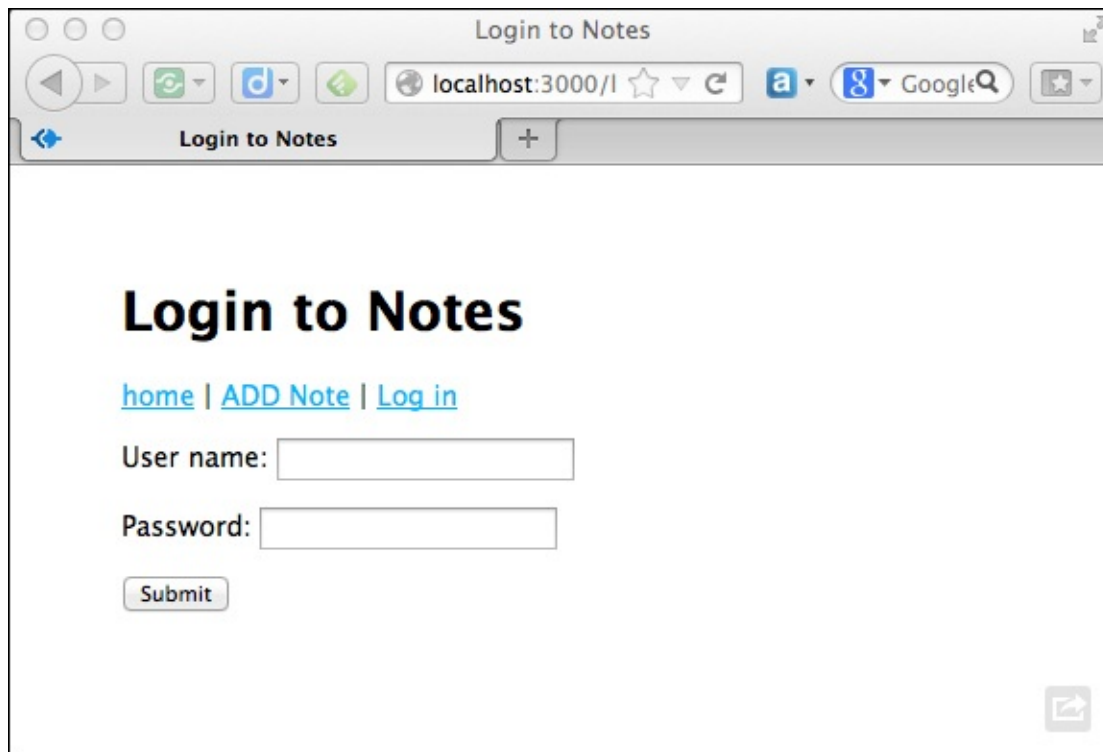 Login to Notes
localhost:3000/l
Google
Login to Notes
Login to Notes
home | ADD Note | Log in
User name:
Password:
Submit